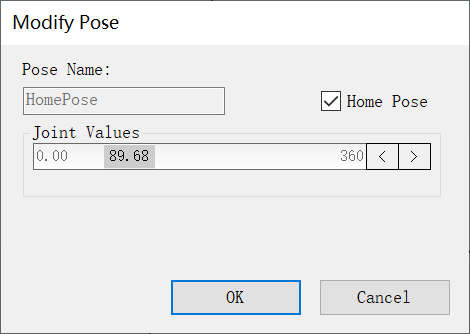 Modify Pose
Pose Name:
HomePose
Home Pose
Joint Values
0.00 89.68 360
OK Cancel